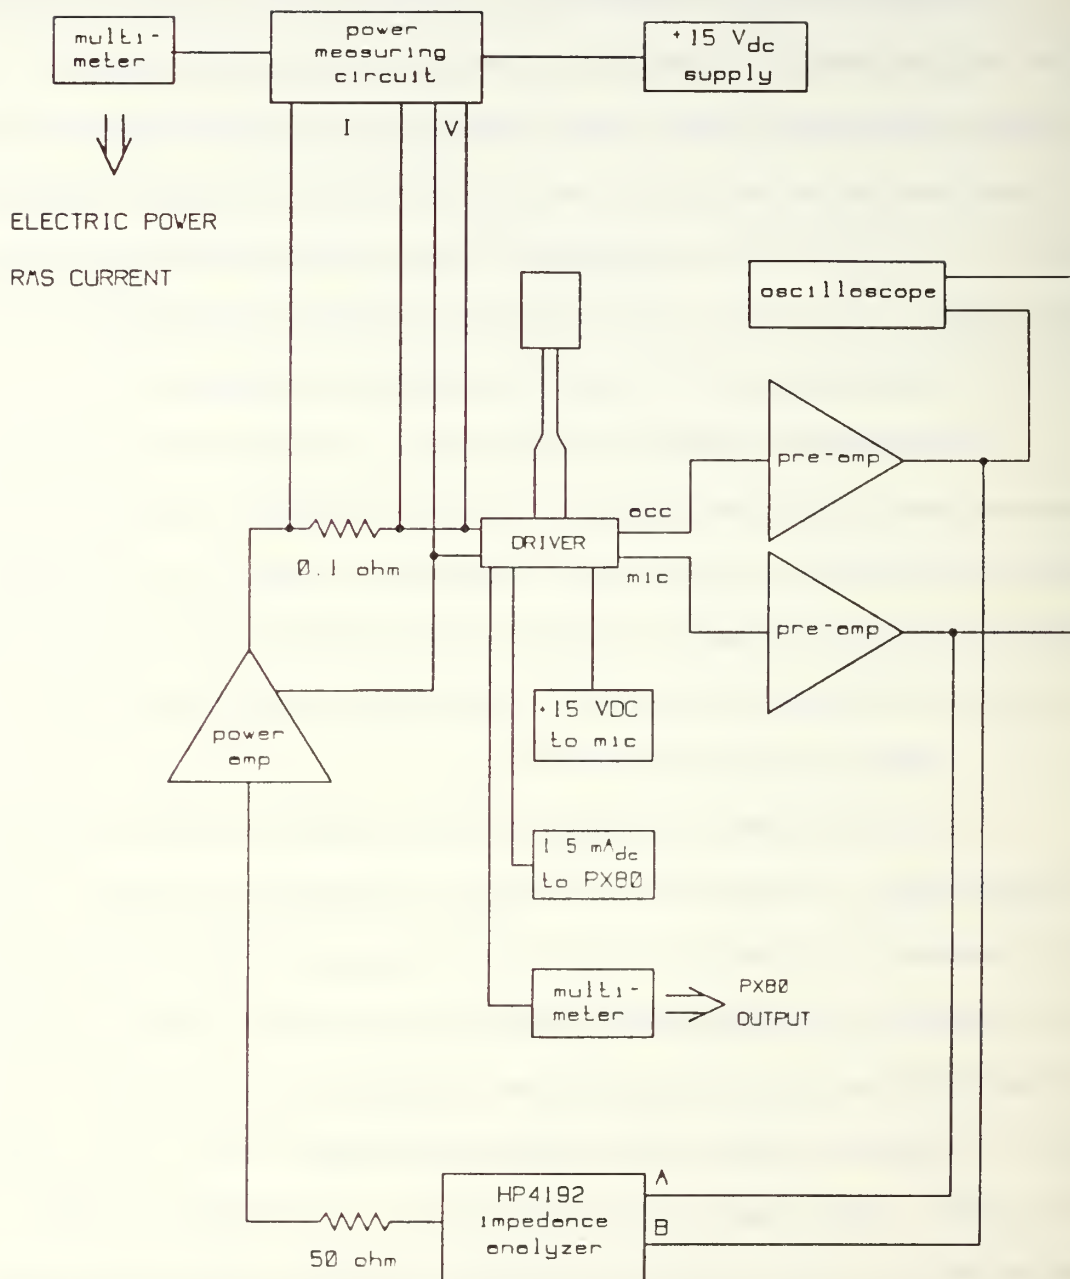 multi-
meter
power
measuring
circuit
+15 Vdc
supply
I
V
ELECTRIC POWER
RMS CURRENT
oscilloscope
pre-amp
acc
DRIVER
mic
0.1 ohm
pre-amp
+15 VDC
to mic
power
amp
1.5 mAdc
to PX80
multi-
meter
PX80
OUTPUT
HP4192
impedance
analyzer
A
B
50 ohm